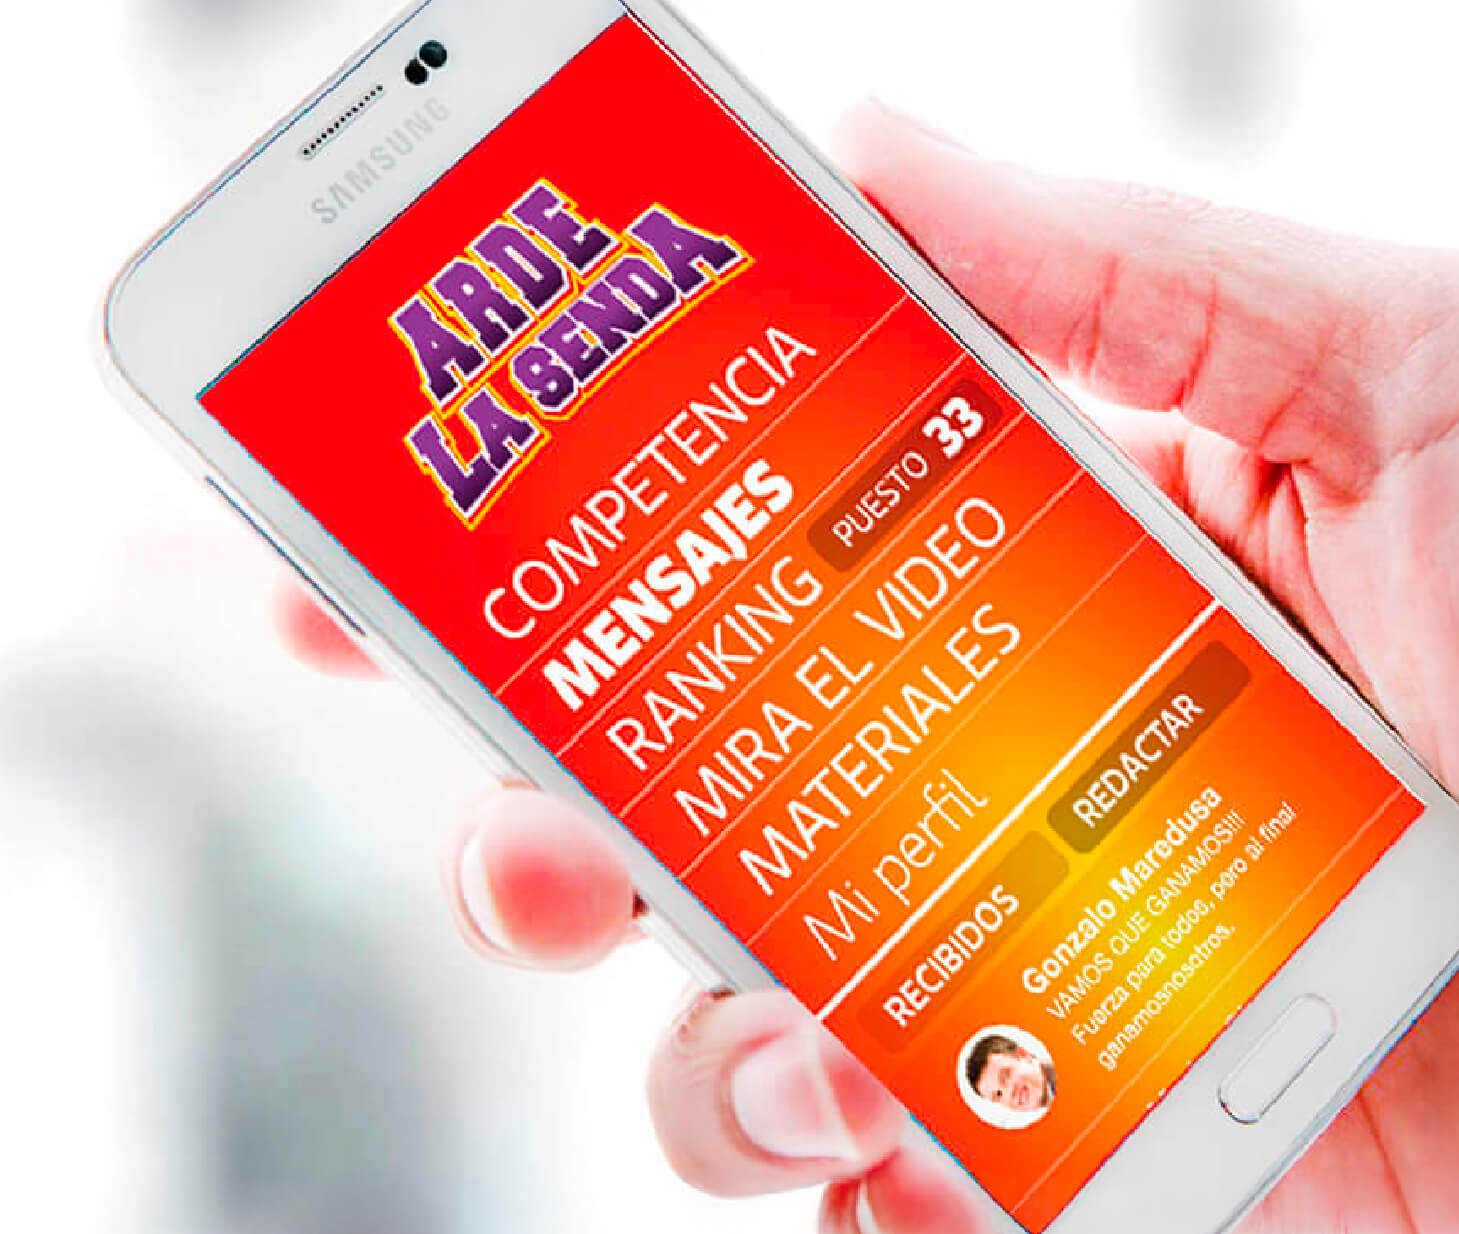 SAMSUNG
ARDE
LA SENDA
COMPETENCIA
MENSAJES
RANKING PUESTO 33
MIRA EL VIDEO
MATERIALES
Mi perfil
RECIBIDOS REDACTAR
Gonzalo Maredusa
VAMOS QUE GANAMOS!!!
Fuerza para todos, pero al final
ganamosnosotros.